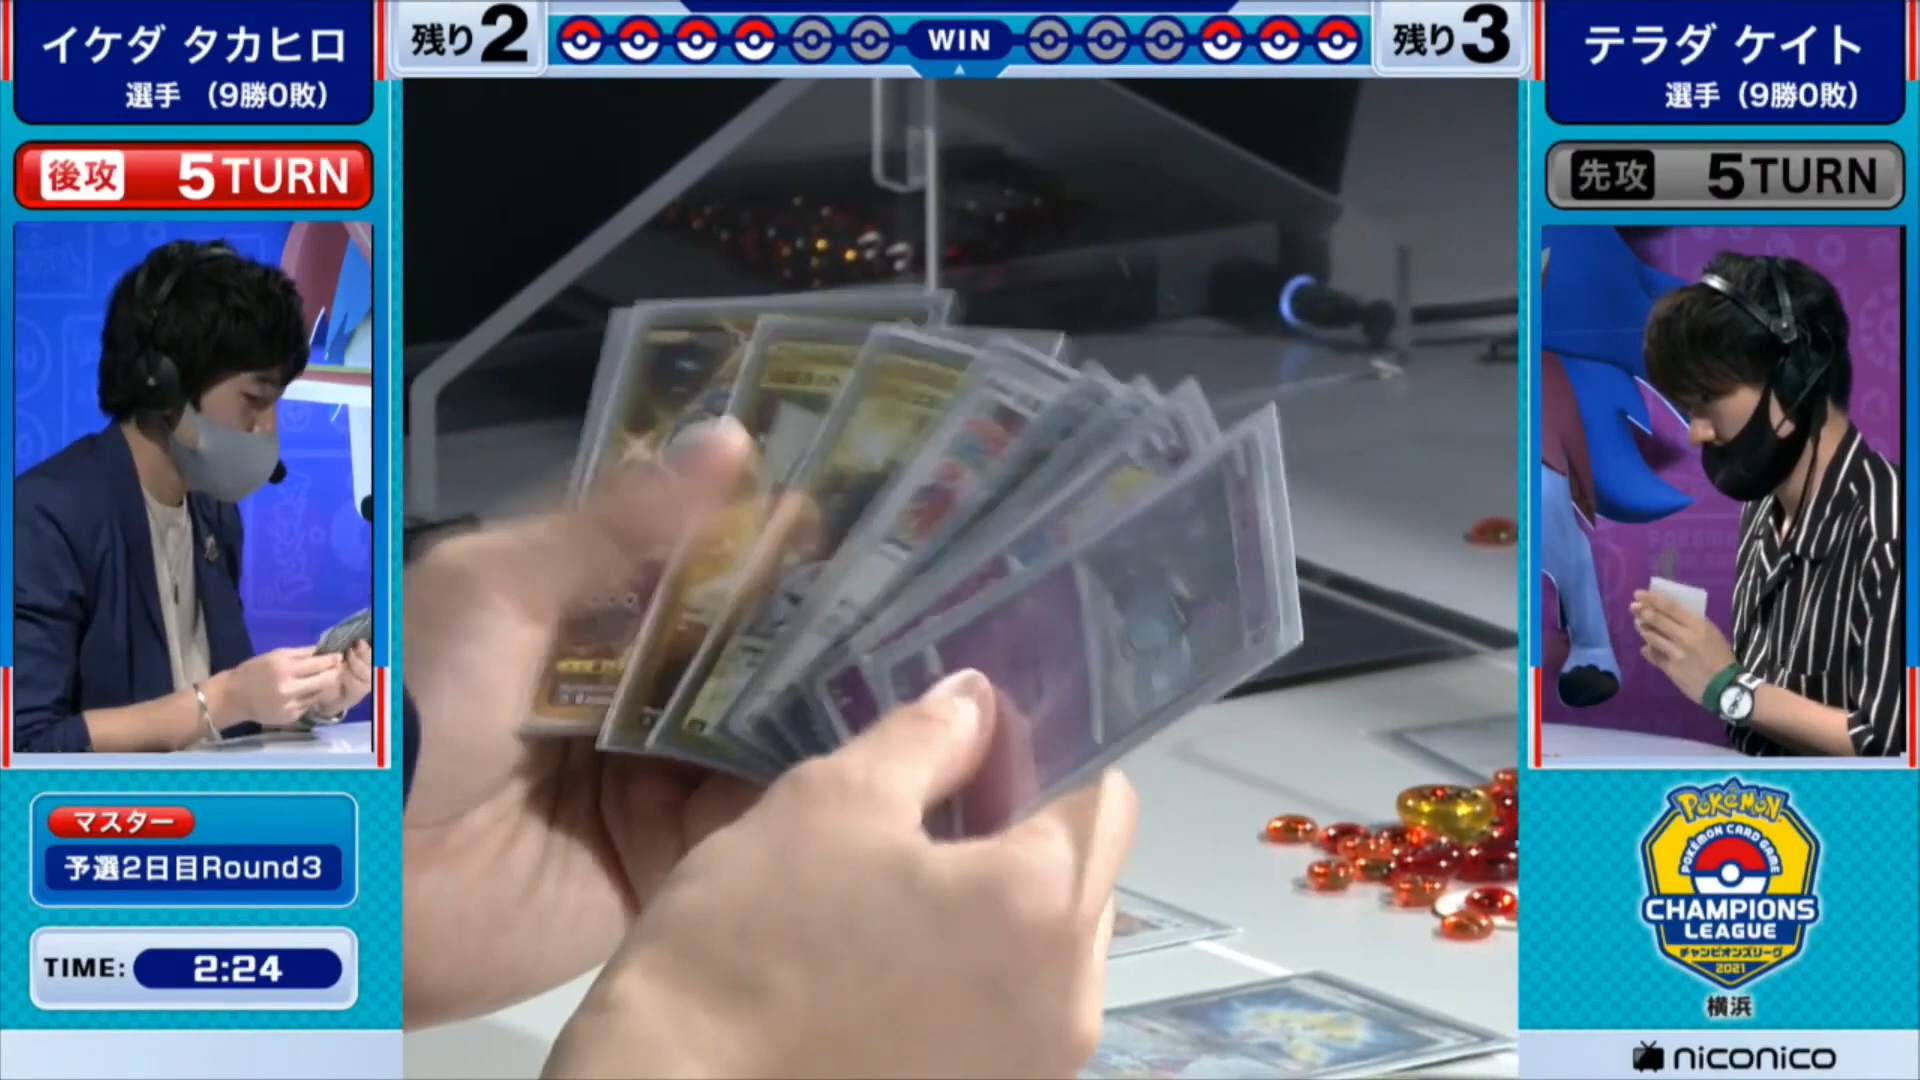 イケダ タカヒロ
選手 (9勝0敗)
残り2
WIN
残り3
テラダ ケイト
選手 (9勝0敗)
後攻 5TURN
先攻 5TURN
マスター
予選2日目Round3
TIME: 2:24
POKÉMON
POKÉMON CARD GAME
CHAMPIONS
LEAGUE
チャンピオンズリーグ
2021
横浜
niconico